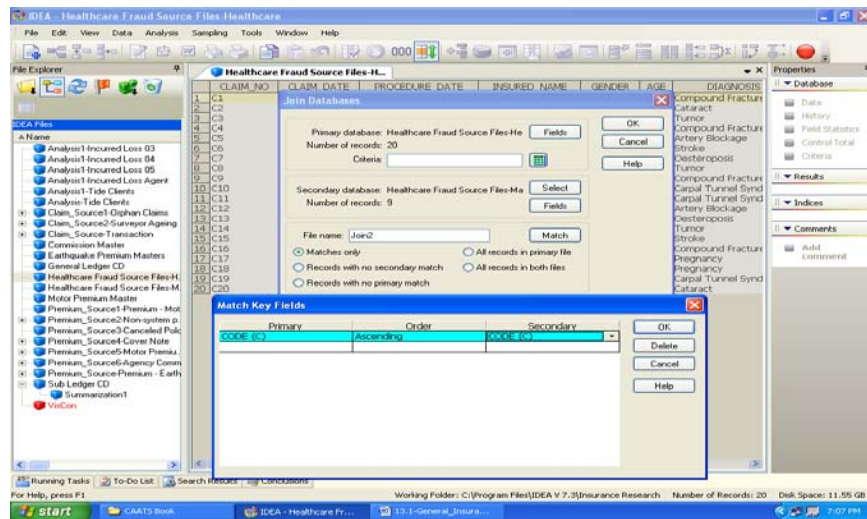 IDEA - Healthcare Fraud Source Files-Healthcare
File Edit View Data Analysis Sampling Tools Window Help
000
File Explorer
IDEA Files
Name
Analysis1-Incurred Loss 03
Analysis1-Incurred Loss 04
Analysis1-Incurred Loss 05
Analysis1-Incurred Loss Agent
Analysis1-Tide Clients
Analysis-Tide Clients
Claim_Source1-Orphan Claims
Claim_Source2-Surveyor Ageing
Claim_Source-Transaction
Commission Master
Earthquake Premium Masters
General Ledger CD
Healthcare Fraud Source Files-H.
Healthcare Fraud Source Files-M.
Motor Premium Master
Premium_Source1-Premium - Mot
Premium_Source2-Non-system p.
Premium_Source3-Canceled Polic
Premium_Source4-Cover Note
Premium_Source5-Motor Premiu..
Premium_Source6-Agency Comm
Premium_Source-Premium - Earth
Sub Ledger CD
Summarization1
VisCon
Healthcare Fraud Source Files-H...
CLAIM_NO CLAIM_DATE PROCEDURE_DATE INSURED_NAME GENDER AGE DIAGNOSIS
1 C1 Compound Fracture
2 C2 Cataract
3 C3 Tumor
4 C4 Compound Fracture
5 C5 Artery Blockage
6 C6 Stroke
7 C7 Oesteroposis
8 C8 Tumor
9 C9 Compound Fracture
10 C10 Carpal Tunnel Synd
11 C11 Carpal Tunnel Synd
12 C12 Artery Blockage
13 C13 Oesteroposis
14 C14 Tumor
15 C15 Stroke
16 C16 Compound Fracture
17 C17 Pregnancy
18 C18 Pregnancy
19 C19 Carpal Tunnel Synd
20 C20 Cataract
Join Databases
Primary database: Healthcare Fraud Source Files-He Fields
Number of records: 20
Criteria:
OK
Cancel
Help
Secondary database: Healthcare Fraud Source Files-Ma Select
Number of records: 9 Fields
File name: Join2 Match
Matches only All records in primary file
Records with no secondary match All records in both files
Records with no primary match
Match Key Fields
Primary Order Secondary
CODE (C) Ascending CODE (C)
OK
Delete
Cancel
Help
Properties
Database
Data
History
Field Statistics
Control Total
Criteria
Results
Indices
Comments
Add comment
Running Tasks To-Do List Search Results Conclusions
For Help, press F1 Working Folder: C:\Program Files\IDEA V 7.3\Insurance Research Number of Records: 20 Disk Space: 11.55 GB
start CAATS Book IDEA - Healthcare Fr... 13.1-General_Insura... 7:07 PM